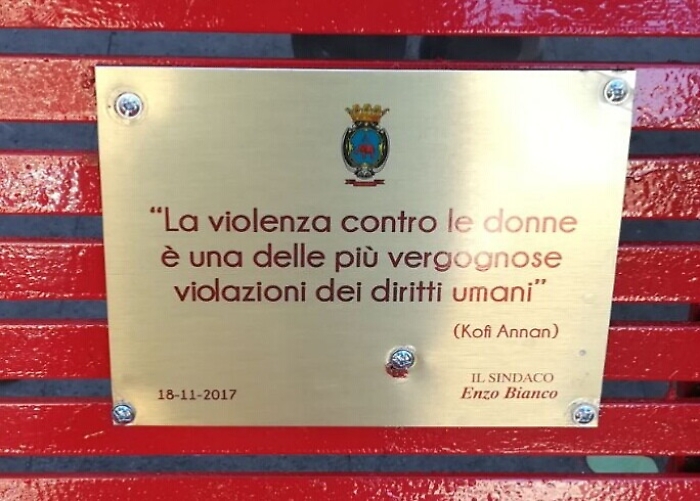 “La violenza contro le donne
è una delle più vergognose
violazioni dei diritti umani”
(Kofi Annan)
18-11-2017
IL SINDACO
Enzo Bianco